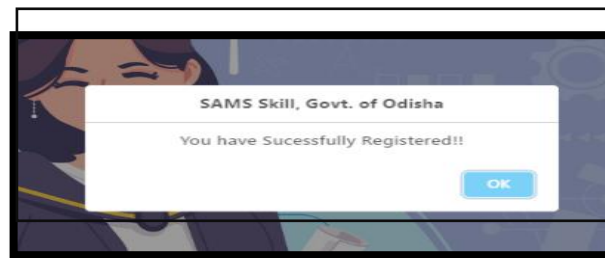 SAMS Skill, Govt. of Odisha
You have Sucessfully Registered!!
OK